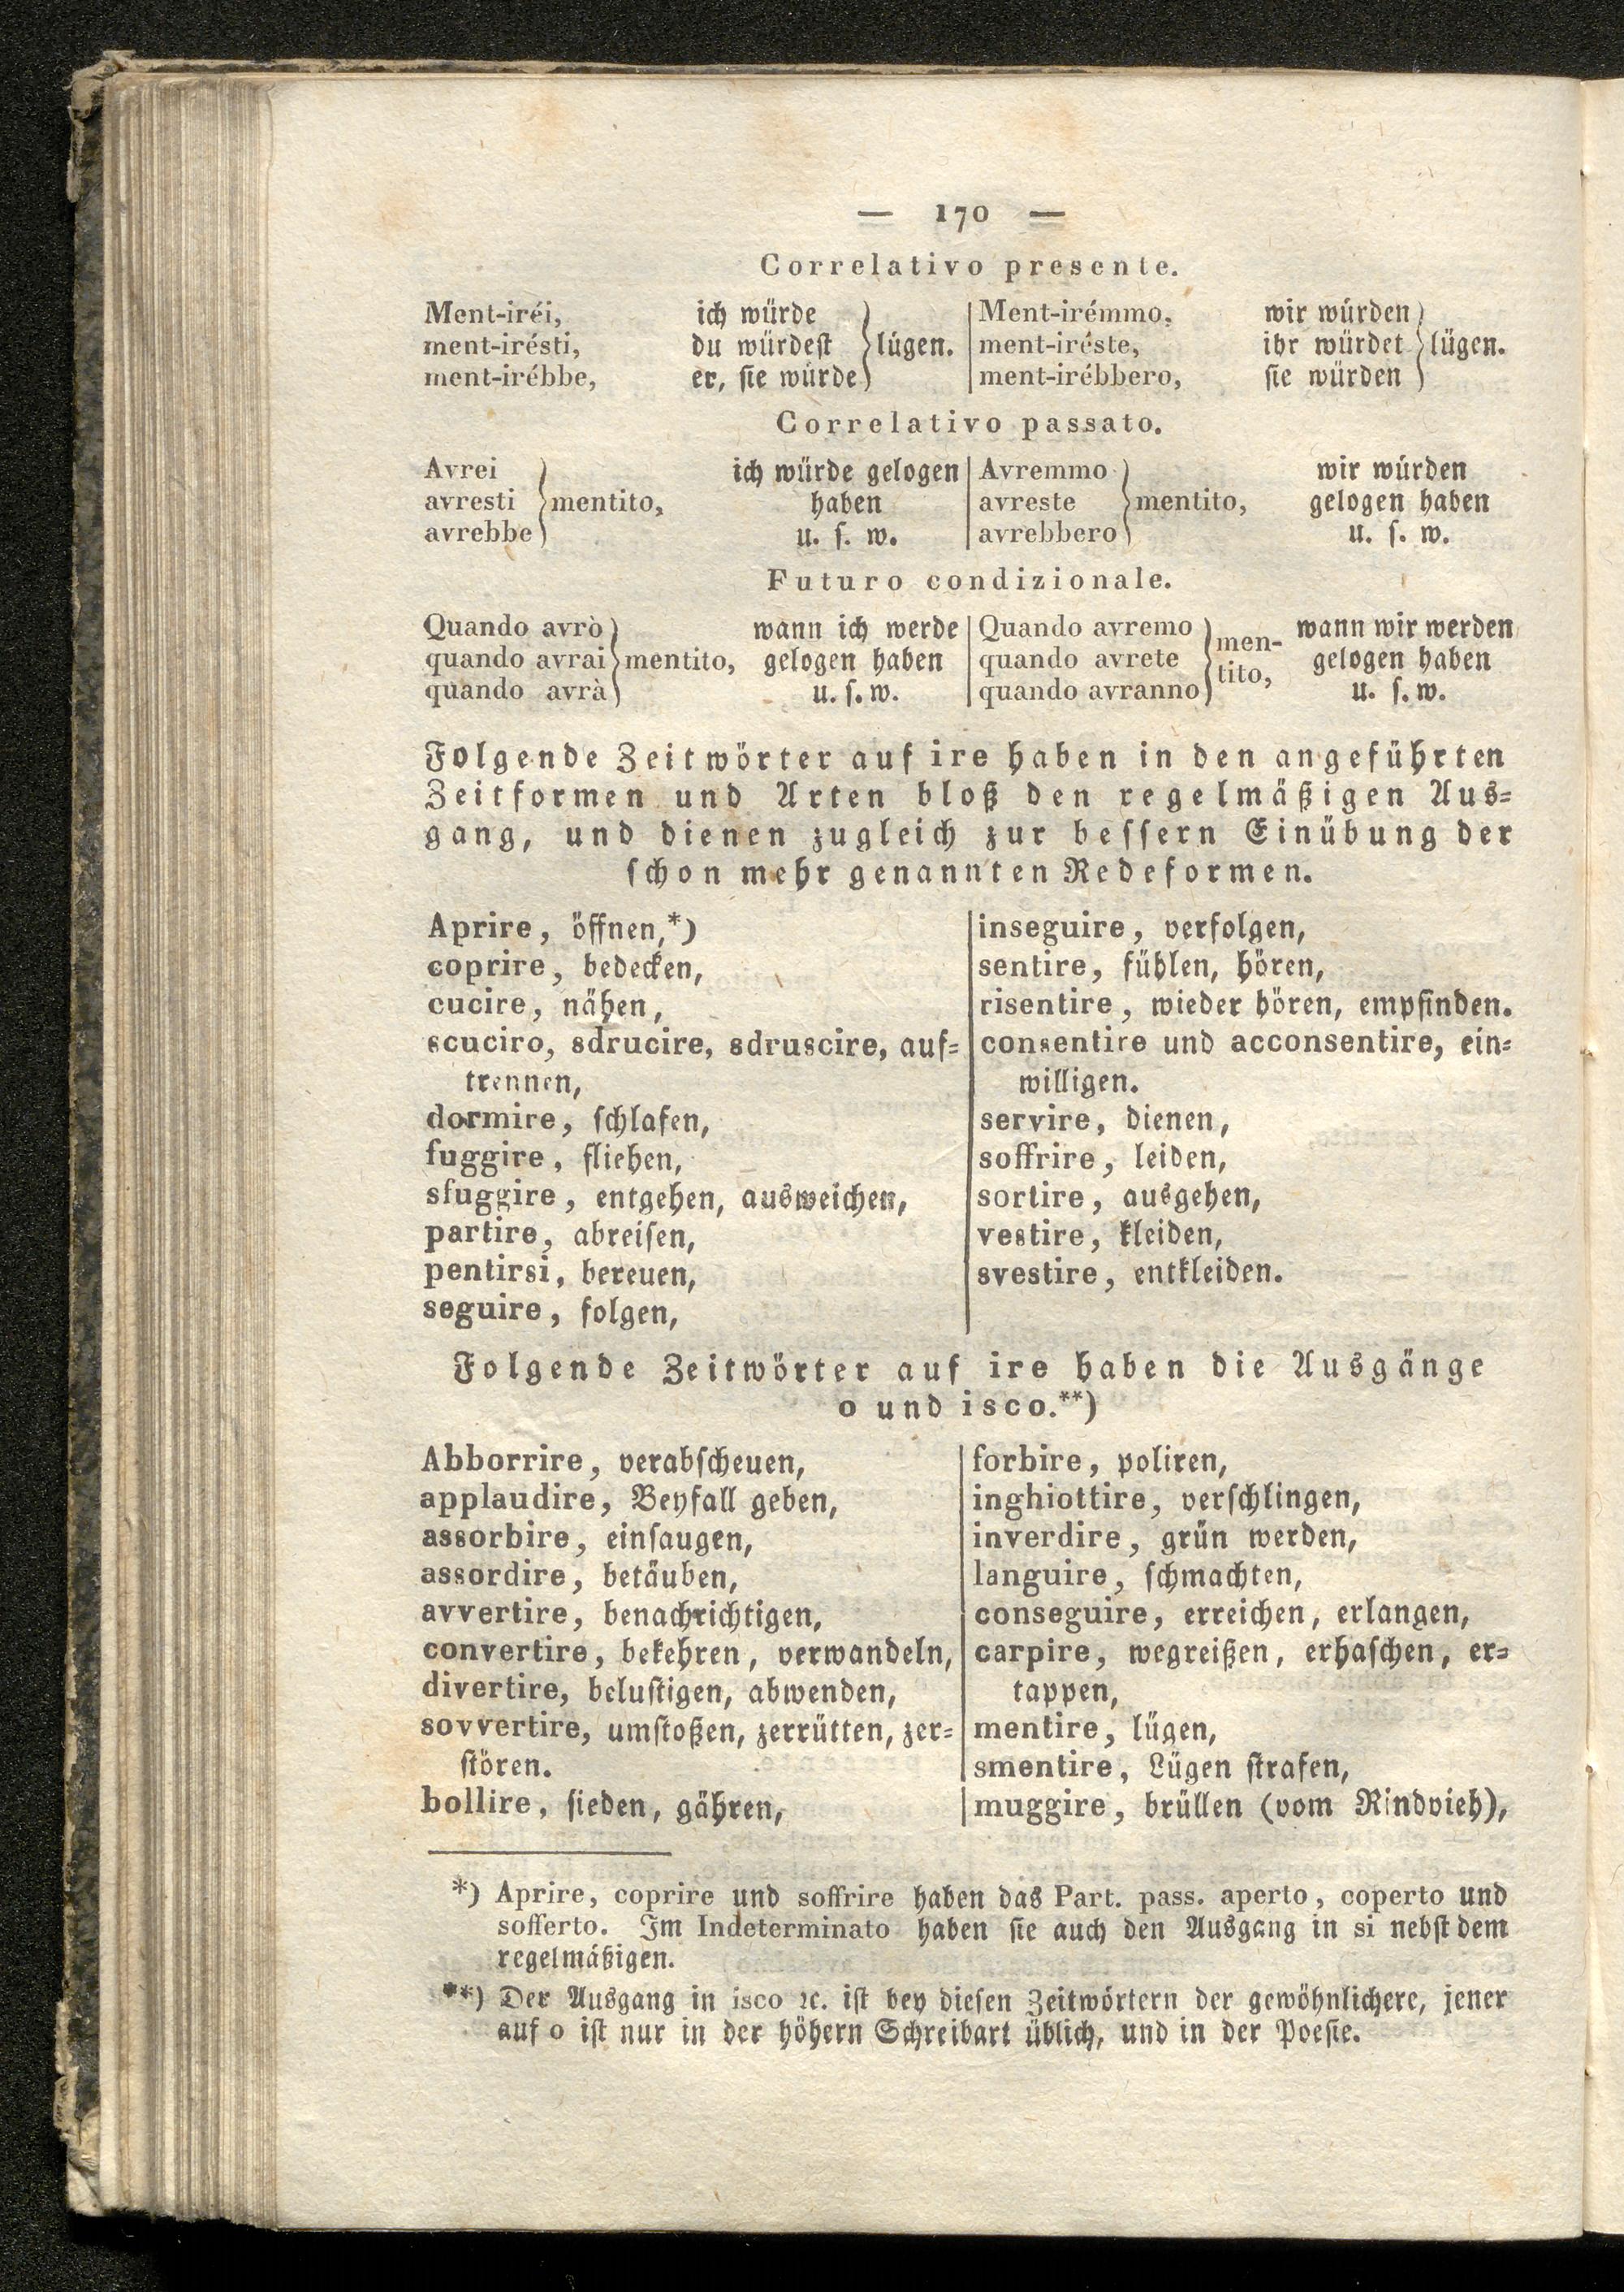 — 170 —
Correlativo presente.
Ment-iréi, ich würde
ment-irésti, du würdest } lügen.
ment-irébbe, er, sie würde
Ment-irémmo, wir würden
ment-iréste, ihr würdet } lügen.
ment-irébbero, sie würden
Correlativo passato.
Avrei ich würde gelogen
avresti } mentito, haben
avrebbe u. ſ. w.
Avremmo wir würden
avreste } mentito, gelogen haben
avrebbero u. ſ. w.
Futuro condizionale.
Quando avrò wann ich werde
quando avrai } mentito, gelogen haben
quando avrà u. ſ. w.
Quando avremo } men- wann wir werden
quando avrete gelogen haben
quando avranno tito, u. ſ. w.
Folgende Zeitwörter auf ire haben in den angeführten
Zeitformen und Arten bloß den regelmäßigen Aus=
gang, und dienen zugleich zur beſſern Einübung der
ſchon mehr genannten Redeformen.
Aprire, öffnen,*)
coprire, bedecken,
cucire, nähen,
scuciro, sdrucire, sdruscire, auf=
trennen,
dormire, ſchlafen,
fuggire, fliehen,
sfuggire, entgehen, ausweichen,
partire, abreiſen,
pentirsi, bereuen,
seguire, folgen,
inseguire, verfolgen,
sentire, fühlen, hören,
risentire, wieder hören, empfinden.
consentire und acconsentire, ein=
willigen.
servire, dienen,
soffrire, leiden,
sortire, ausgehen,
vestire, kleiden,
svestire, entkleiden.
Folgende Zeitwörter auf ire haben die Ausgänge
o und isco.**)
Abborrire, verabſcheuen,
applaudire, Beyfall geben,
assorbire, einſaugen,
assordire, betäuben,
avvertire, benachrichtigen,
convertire, bekehren, verwandeln,
divertire, beluſtigen, abwenden,
sovvertire, umſtoßen, zerrütten, zer=
ſtören.
bollire, ſieden, gähren,
forbire, poliren,
inghiottire, verſchlingen,
inverdire, grün werden,
languire, ſchmachten,
conseguire, erreichen, erlangen,
carpire, wegreißen, erhaſchen, er=
tappen,
mentire, lügen,
smentire, Lügen ſtrafen,
muggire, brüllen (vom Rindvieh),
*) Aprire, coprire und soffrire haben das Part. pass. aperto, coperto und
sofferto. Im Indeterminato haben ſie auch den Ausgang in si nebſt dem
regelmäßigen.
**) Der Ausgang in isco ꝛc. iſt bey dieſen Zeitwörtern der gewöhnlichere, jener
auf o iſt nur in der höhern Schreibart üblich, und in der Poeſie.